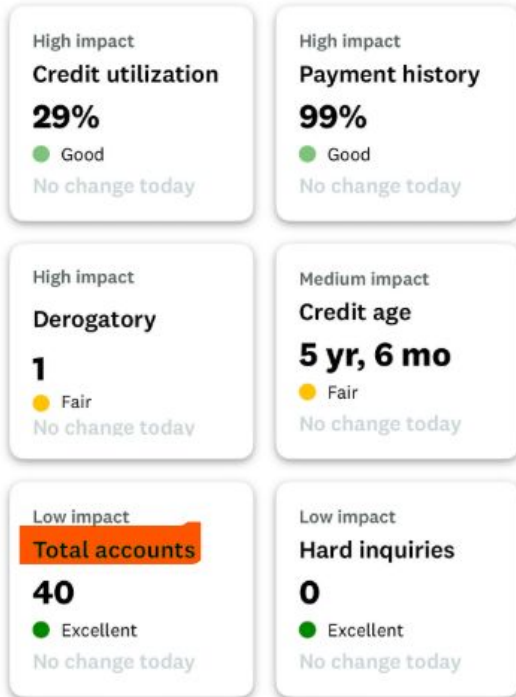 High impact
Credit utilization
29%
Good
No change today
High impact
Payment history
99%
Good
No change today
High impact
Derogatory
1
Fair
No change today
Medium impact
Credit age
5 yr, 6 mo
Fair
No change today
Low impact
Total accounts
40
Excellent
No change today
Low impact
Hard inquiries
0
Excellent
No change today